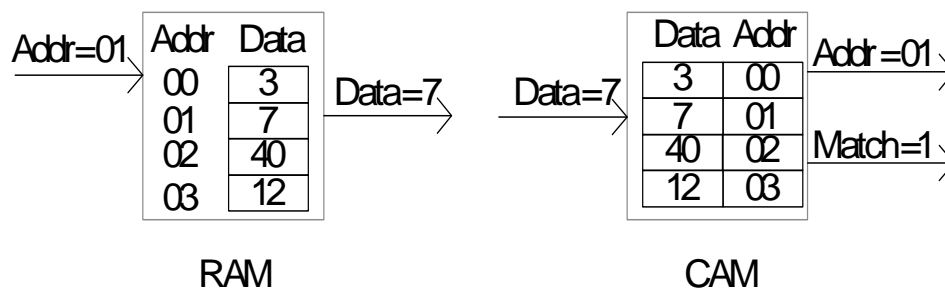 Addr=01
Addr Data
00 3
01 7
02 40
03 12
Data=7
RAM
Data=7
Data Addr
3 00
7 01
40 02
12 03
Addr=01
Match=1
CAM